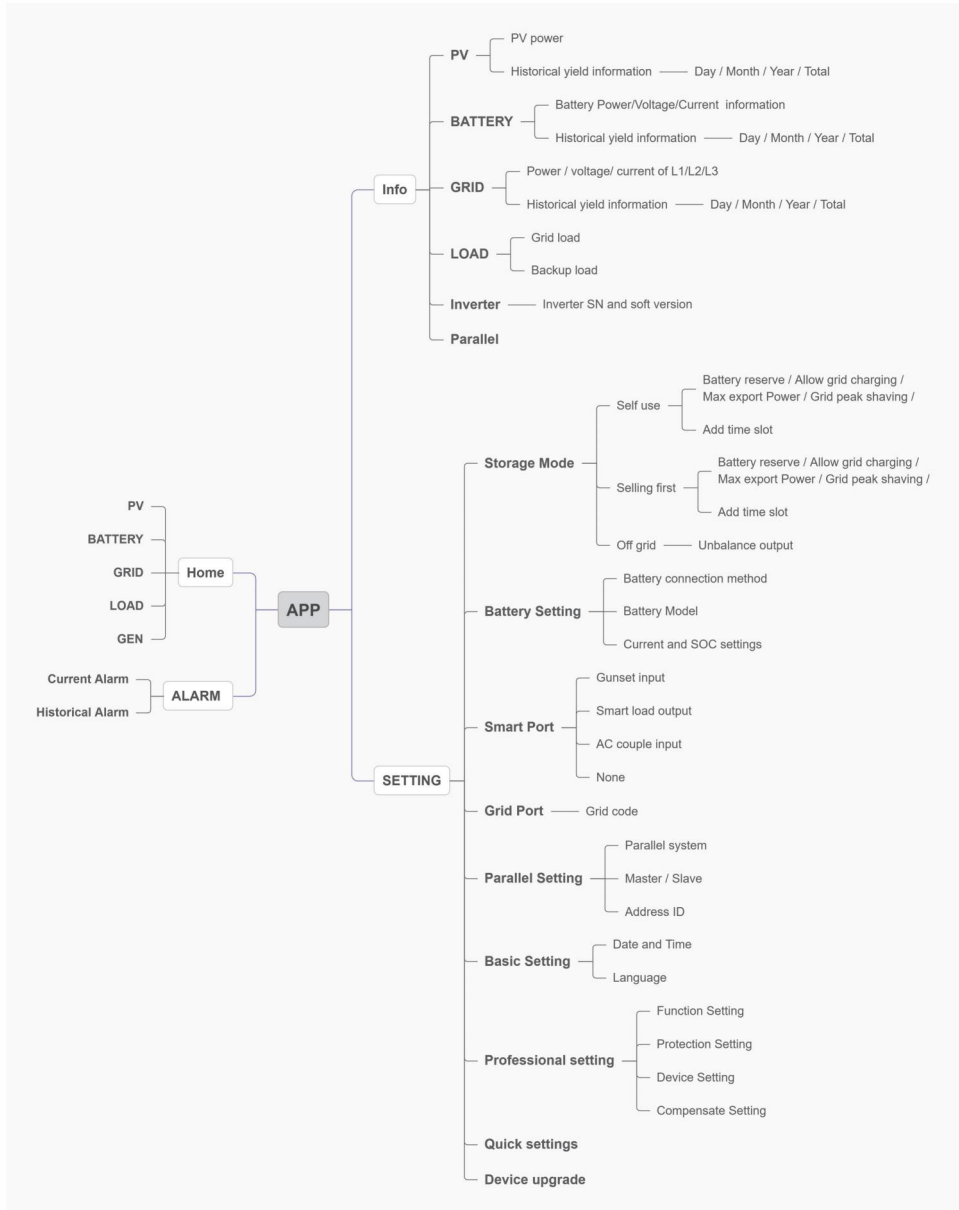 PV
PV power
Historical yield information
Day / Month / Year / Total
BATTERY
Battery Power/Voltage/Current information
Historical yield information
Day / Month / Year / Total
Info
GRID
Power / voltage/ current of L1/L2/L3
Historical yield information
Day / Month / Year / Total
LOAD
Grid load
Backup load
Inverter
Inverter SN and soft version
Parallel
APP
Home
PV
BATTERY
GRID
LOAD
GEN
ALARM
Current Alarm
Historical Alarm
SETTING
Storage Mode
Self use
Battery reserve / Allow grid charging /
Max export Power / Grid peak shaving /
Add time slot
Selling first
Battery reserve / Allow grid charging /
Max export Power / Grid peak shaving /
Add time slot
Off grid
Unbalance output
Battery Setting
Battery connection method
Battery Model
Current and SOC settings
Smart Port
Gunset input
Smart load output
AC couple input
None
Grid Port
Grid code
Parallel Setting
Parallel system
Master / Slave
Address ID
Basic Setting
Date and Time
Language
Professional setting
Function Setting
Protection Setting
Device Setting
Compensate Setting
Quick settings
Device upgrade